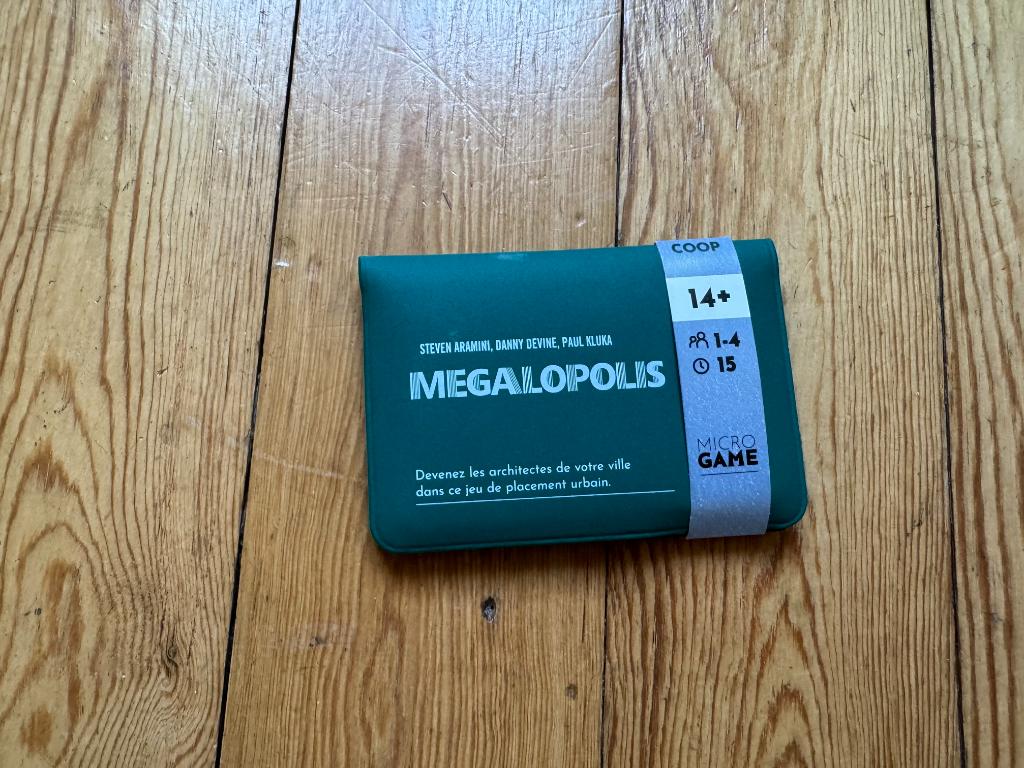 COOP
14+
1-4
15
STEVEN ARAMINI, DANNY DEVINE, PAUL KLUKA
MEGALOPOLIS
MICRO
GAME
Devenez les architectes de votre ville
dans ce jeu de placement urbain.